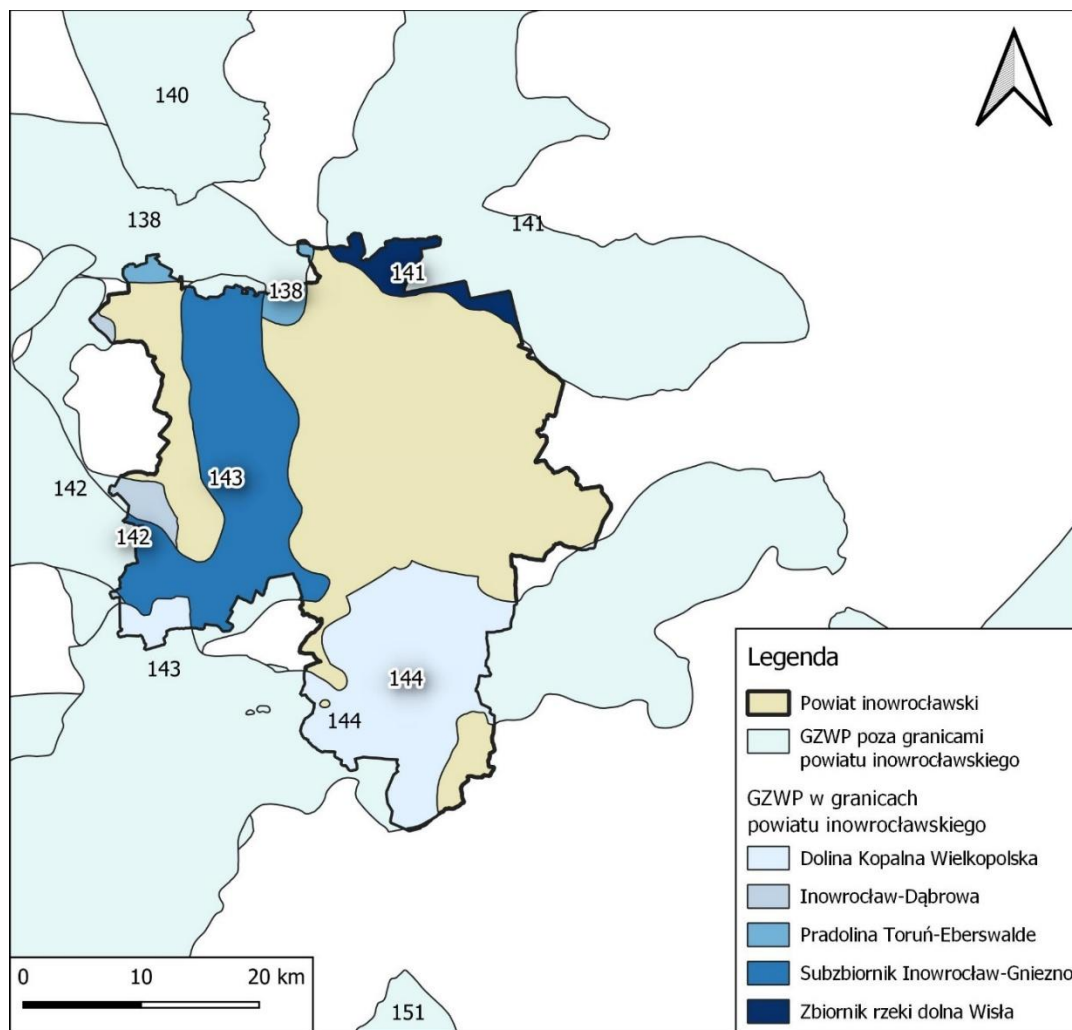 140
138
141
141
138
143
142
142
143
144
144
151
Legenda
Powiat inowrocławski
GZWP poza granicami
powiatu inowrocławskiego
GZWP w granicach
powiatu inowrocławskiego
Dolina Kopalna Wielkopolska
Inowrocław-Dąbrowa
Pradolina Toruń-Eberswalde
Subzbiornik Inowrocław-Gniezno
Zbiornik rzeki dolna Wisła
0 10 20 km